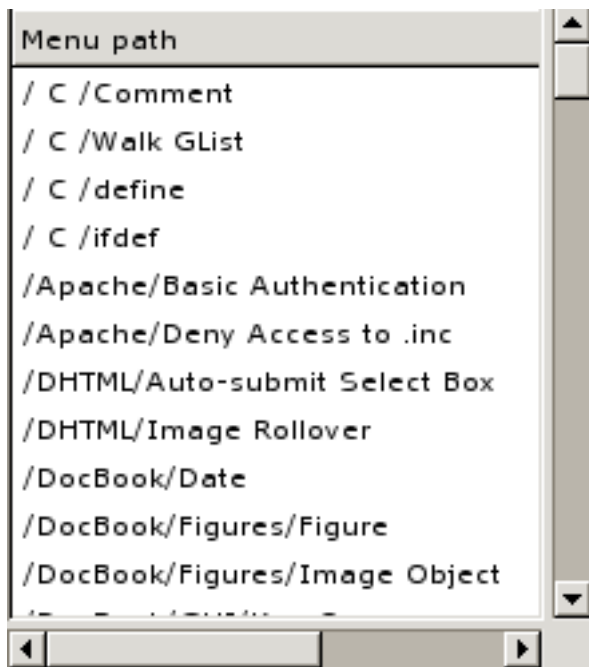 Menu path
/ C /Comment
/ C /Walk GList
/ C /define
/ C /ifdef
/Apache/Basic Authentication
/Apache/Deny Access to .inc
/DHTML/Auto-submit Select Box
/DHTML/Image Rollover
/DocBook/Date
/DocBook/Figures/Figure
/DocBook/Figures/Image Object